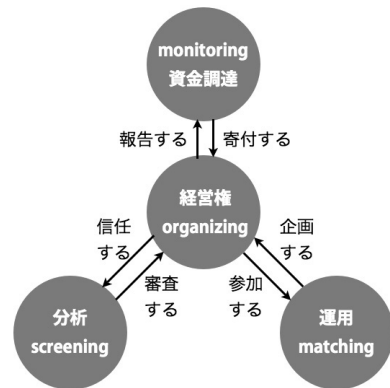 monitoring
資金調達
報告する
寄付する
経営権
organizing
信任
する
企画
する
審査
する
参加
する
分析
screening
運用
matching